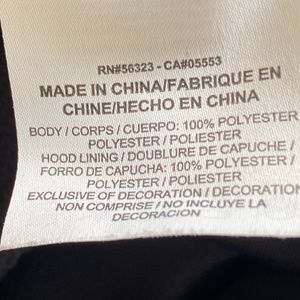 RN#56323 - CA#05553
MADE IN CHINA/FABRIQUE EN
CHINE/HECHO EN CHINA
BODY / CORPS / CUERPO: 100% POLYESTER
POLYESTER / POLIESTER
HOOD LINING / DOUBLURE DE CAPUCHE /
FORRO DE CAPUCHA: 100% POLYESTER
POLYESTER / POLIESTER
EXCLUSIVE OF DECORATION / DECORATION
NON COMPRISE / NO INCLUYE LA
DECORACION